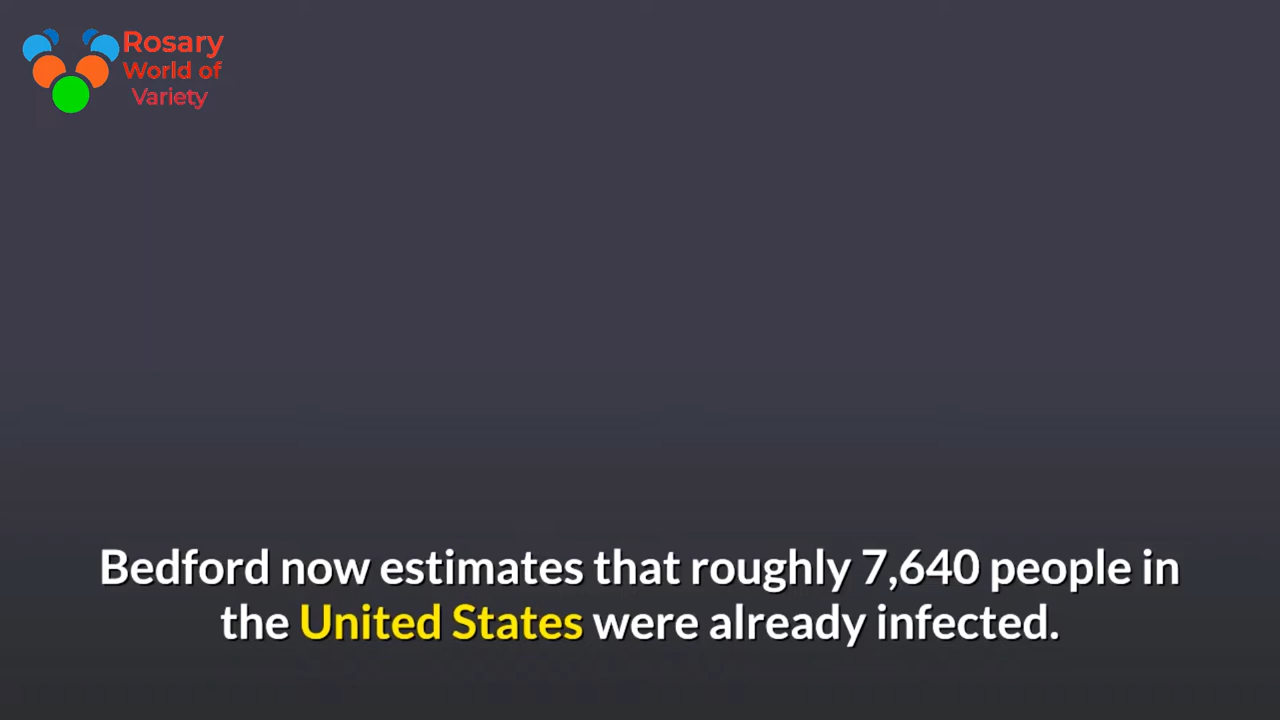 Rosary
World of
Variety
Bedford now estimates that roughly 7,640 people in
the United States were already infected.